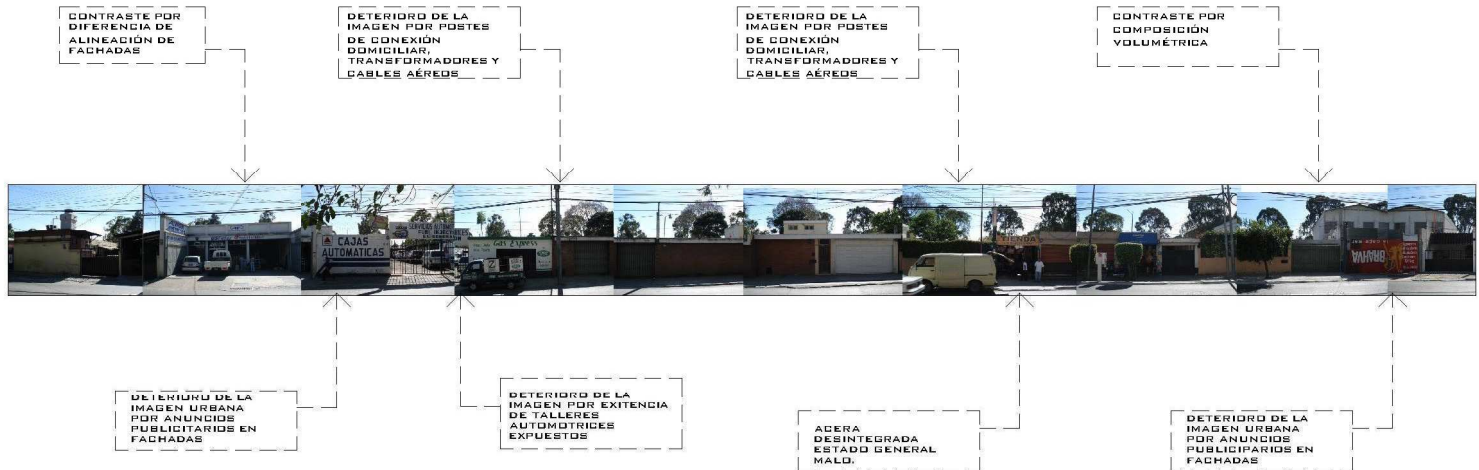 CONTRASTE POR
DIFERENCIA DE
ALINEACIÓN DE
FACHADAS
DETERIORO DE LA
IMAGEN POR POSTES
DE CONEXIÓN
DOMICILIAR,
TRANSFORMADORES Y
CABLES AÉREOS
DETERIORO DE LA
IMAGEN POR POSTES
DE CONEXIÓN
DOMICILIAR,
TRANSFORMADORES Y
CABLES AÉREOS
CONTRASTE POR
COMPOSICIÓN
VOLUMÉTRICA
CAJAS
AUTOMATICAS
Gas Express
TIENDA
BRAHVA
DETERIORO DE LA
IMAGEN URBANA
POR ANUNCIOS
PUBLICITARIOS EN
FACHADAS
DETERIORO DE LA
IMAGEN POR EXITENCIA
DE TALLERES
AUTOMOTRICES
EXPUESTOS
ACERA
DESINTEGRADA
ESTADO GENERAL
MALO.
DETERIORO DE LA
IMAGEN URBANA
POR ANUNCIOS
PUBLICIPARIOS EN
FACHADAS